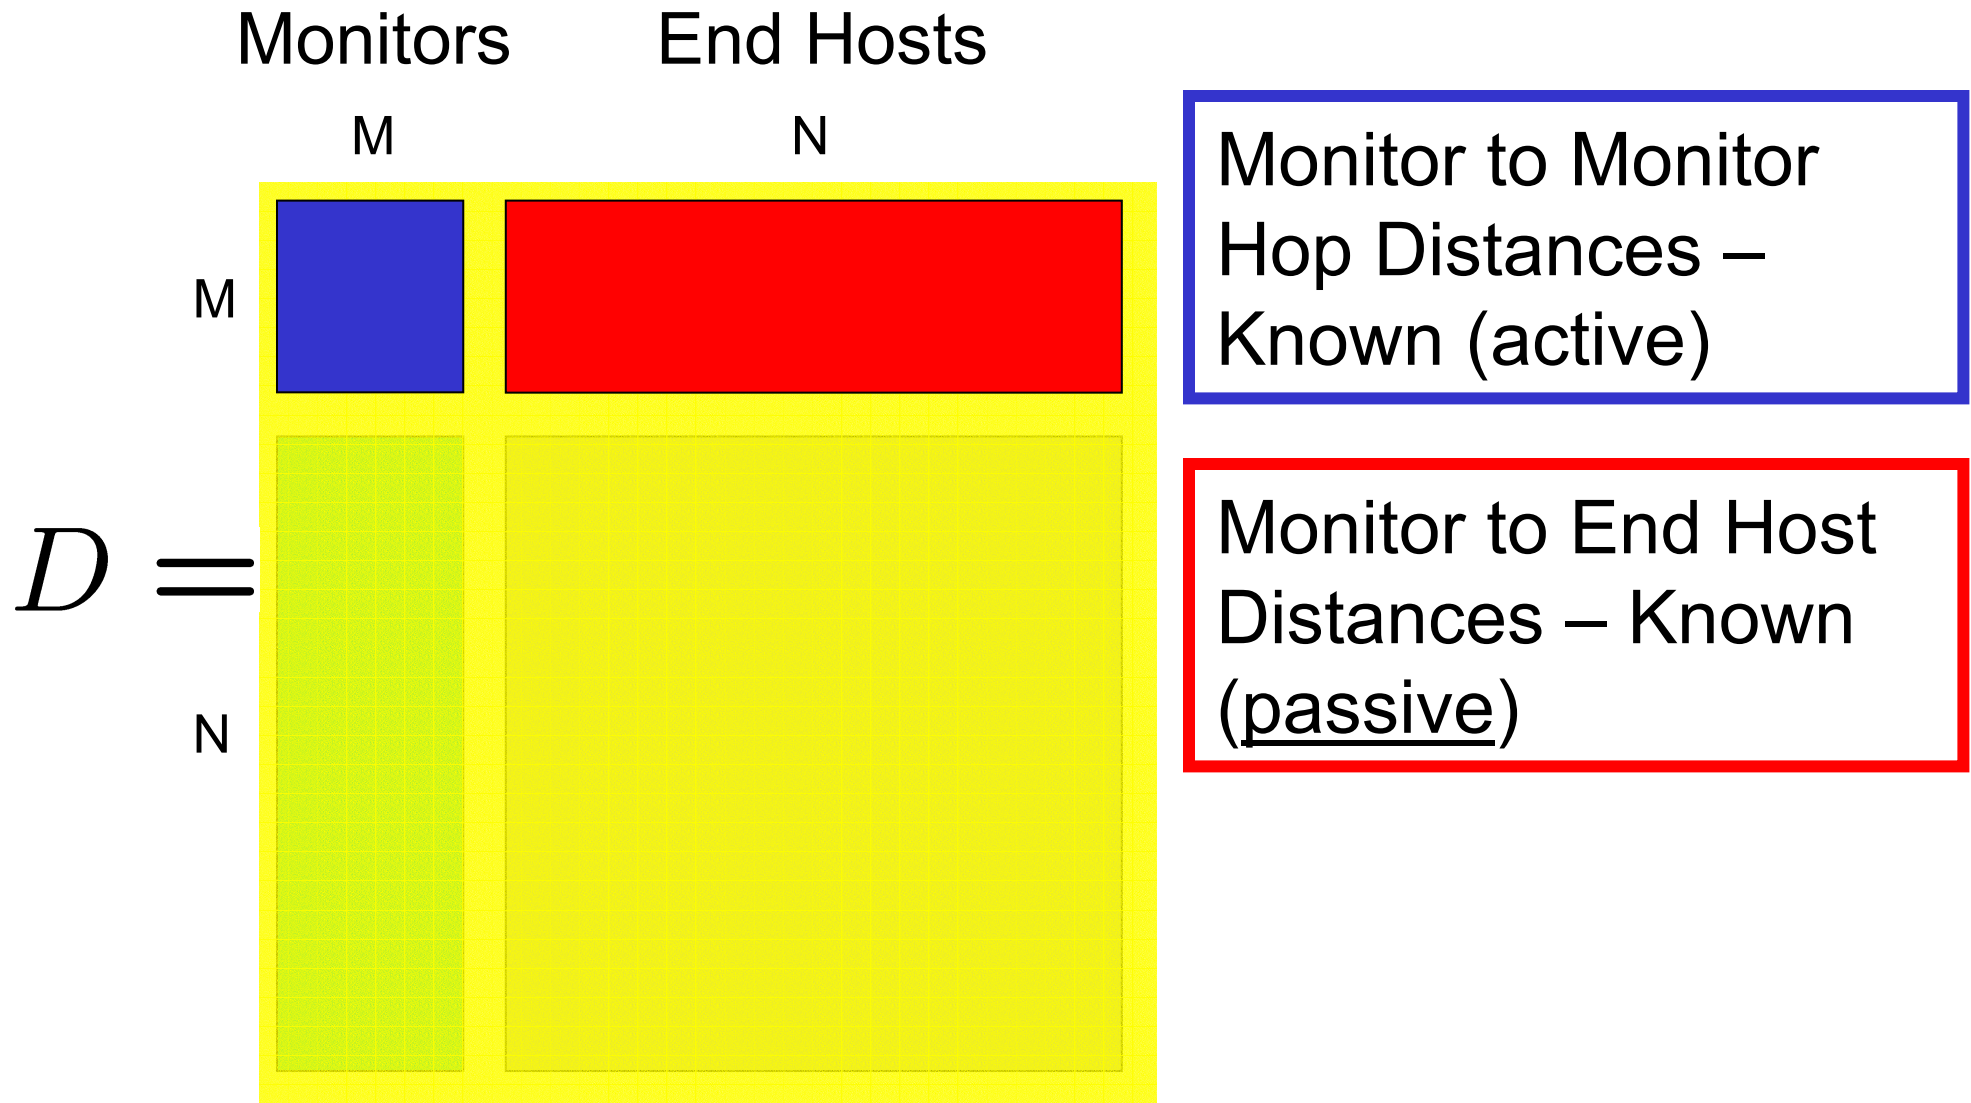 Monitors End Hosts
M N
M
D =
N
Monitor to Monitor
Hop Distances –
Known (active)
Monitor to End Host
Distances – Known
(passive)